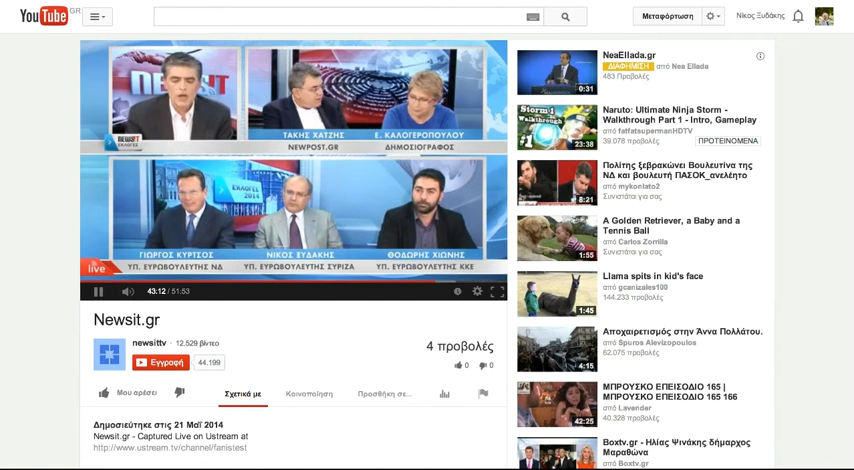 YouTube GR
Μεταφόρτωση
Νίκος Ξυδάκης
ΤΑΚΗΣ ΧΑΤΖΗΣ
NEWPOST.GR
Ε. ΚΑΛΟΓΕΡΟΠΟΥΛΟΥ
ΔΗΜΟΣΙΟΓΡΑΦΟΣ
ΕΚΛΟΓΕΣ
2014
ΓΙΩΡΓΟΣ ΚΥΡΤΣΟΣ
ΥΠ. ΕΥΡΩΒΟΥΛΕΥΤΗΣ ΝΔ
ΝΙΚΟΣ ΞΥΔΑΚΗΣ
ΥΠ. ΕΥΡΩΒΟΥΛΕΥΤΗΣ ΣΥΡΙΖΑ
ΘΟΔΩΡΗΣ ΧΙΩΝΗΣ
ΥΠ. ΕΥΡΩΒΟΥΛΕΥΤΗΣ ΚΚΕ
live
43:12 / 51:53
Newsit.gr
newsittv · 12.529 βίντεο
Εγγραφή 44.199
4 προβολές
0 0
Μου αρέσει
Σχετικά με
Κοινοποίηση
Προσθήκη σε...
Δημοσιεύτηκε στις 21 Μαΐ 2014
Newsit.gr - Captured Live on Ustream at
http://www.ustream.tv/channel/fanistest
NeaEllada.gr
ΔΙΑΦΗΜΙΣΗ από Nea Ellada
483 Προβολές
0:31
Naruto: Ultimate Ninja Storm -
Walkthrough Part 1 - Intro, Gameplay
από fatfatsupermanHDTV
39.078 προβολές
ΠΡΟΤΕΙΝΟΜΕΝΑ
Storm 1
Walkthrough
#1
23:38
Πολίτης ξεβρακώνει Βουλευτίνα της
ΝΔ και βουλευτή ΠΑΣΟΚ_ανελέητο
από mykonlato2
Συνιστάται για σας
8:21
A Golden Retriever, a Baby and a
Tennis Ball
από Carlos Zorrilla
Συνιστάται για σας
1:55
Llama spits in kid's face
από gcanizales100
144.233 προβολές
1:45
Αποχαιρετισμός στην Άννα Πολλάτου.
από Spuros Alevizopoulos
62.075 προβολές
4:15
ΜΠΡΟΥΣΚΟ ΕΠΕΙΣΟΔΙΟ 165 |
ΜΠΡΟΥΣΚΟ ΕΠΕΙΣΟΔΙΟ 165 166
από Lavender
40.328 προβολές
42:25
Boxtv.gr - Ηλίας Ψινάκης δήμαρχος
Μαραθώνα
από Boxtv.gr